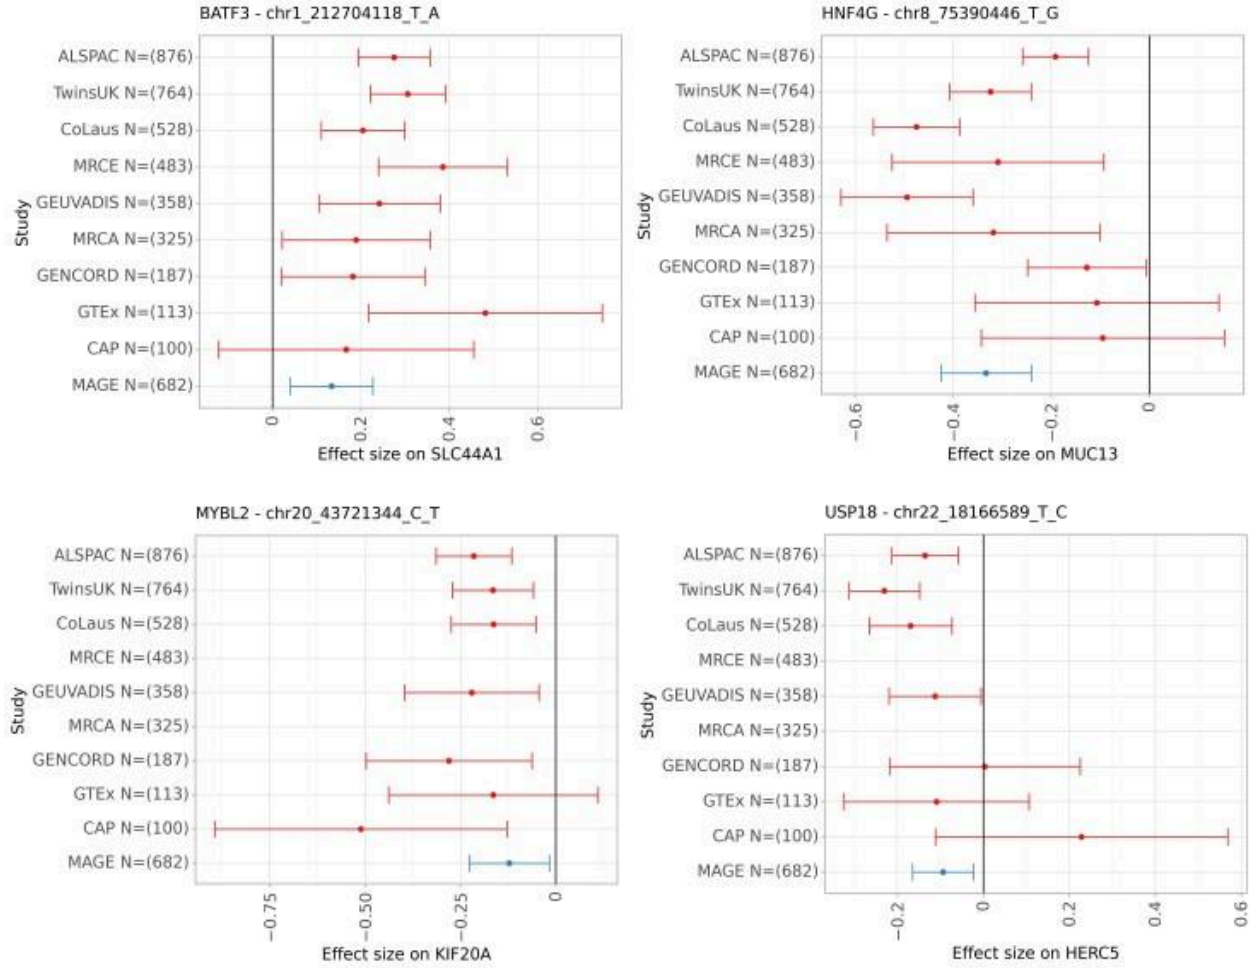 BATF3 - chr1_212704118_T_A
Study
ALSPAC N=(876)
TwinsUK N=(764)
CoLaus N=(528)
MRCE N=(483)
GEUVADIS N=(358)
MRCA N=(325)
GENCORD N=(187)
GTEx N=(113)
CAP N=(100)
MAGE N=(682)
0
0.2
0.4
0.6
Effect size on SLC44A1
HNF4G - chr8_75390446_T_G
Study
ALSPAC N=(876)
TwinsUK N=(764)
CoLaus N=(528)
MRCE N=(483)
GEUVADIS N=(358)
MRCA N=(325)
GENCORD N=(187)
GTEx N=(113)
CAP N=(100)
MAGE N=(682)
−0.6
−0.4
−0.2
0
Effect size on MUC13
MYBL2 - chr20_43721344_C_T
Study
ALSPAC N=(876)
TwinsUK N=(764)
CoLaus N=(528)
MRCE N=(483)
GEUVADIS N=(358)
MRCA N=(325)
GENCORD N=(187)
GTEx N=(113)
CAP N=(100)
MAGE N=(682)
−0.75
−0.50
−0.25
0
Effect size on KIF20A
USP18 - chr22_18166589_T_C
Study
ALSPAC N=(876)
TwinsUK N=(764)
CoLaus N=(528)
MRCE N=(483)
GEUVADIS N=(358)
MRCA N=(325)
GENCORD N=(187)
GTEx N=(113)
CAP N=(100)
MAGE N=(682)
−0.2
0
0.2
0.4
0.6
Effect size on HERC5